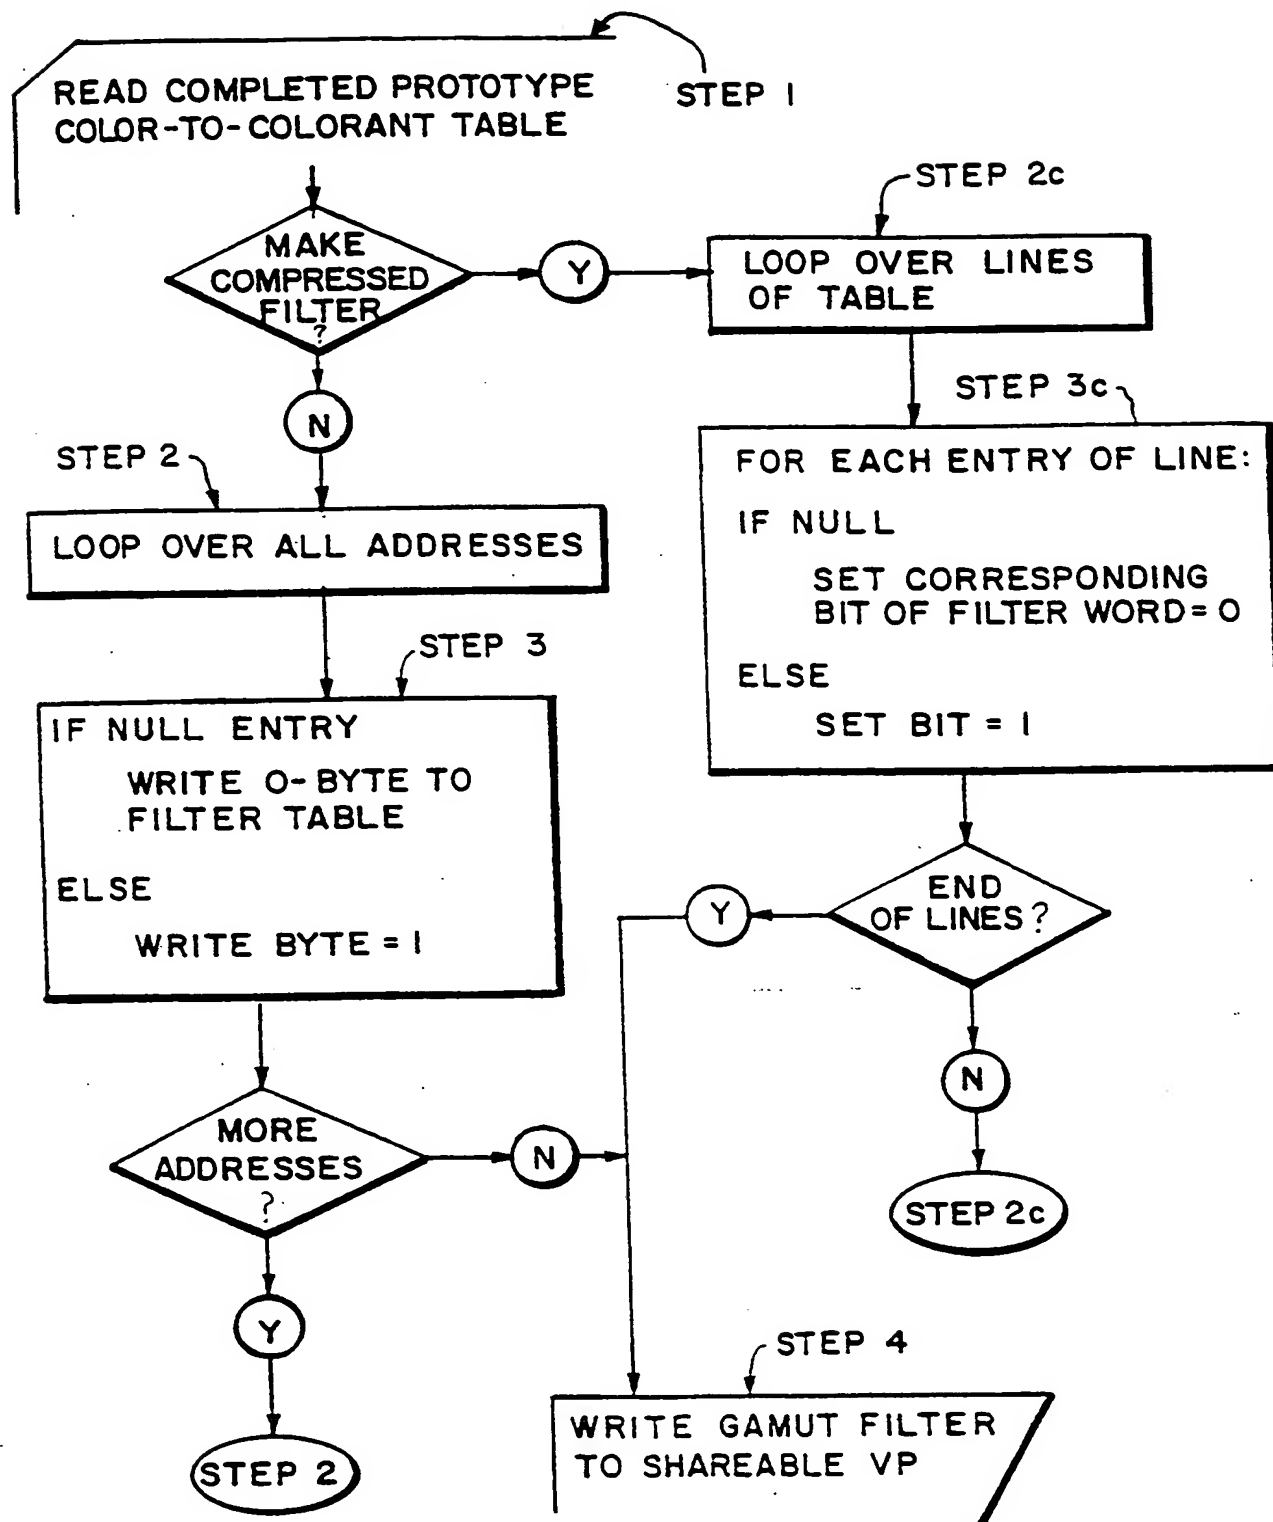 STEP 1
READ COMPLETED PROTOTYPE
COLOR-TO-COLORANT TABLE
MAKE
COMPRESSED
FILTER
?
Y
STEP 2c
LOOP OVER LINES
OF TABLE
N
STEP 3c
FOR EACH ENTRY OF LINE:
IF NULL
SET CORRESPONDING
BIT OF FILTER WORD=0
ELSE
SET BIT = 1
STEP 2
LOOP OVER ALL ADDRESSES
STEP 3
IF NULL ENTRY
WRITE 0-BYTE TO
FILTER TABLE
ELSE
WRITE BYTE = 1
END
OF LINES?
Y
N
STEP 2c
MORE
ADDRESSES
?
N
Y
STEP 2
STEP 4
WRITE GAMUT FILTER
TO SHAREABLE VP